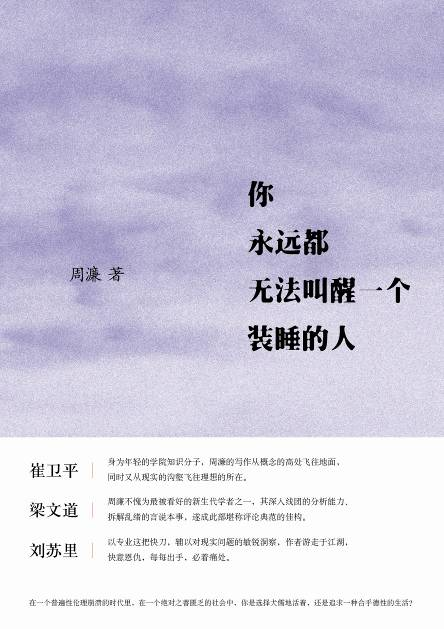 你
永远都
无法叫醒一个
装睡的人
周濂 著
崔卫平
身为年轻的学院知识分子，周濂的写作从概念的高处飞往地面，
同时又从现实的沟壑飞往理想的所在。
梁文道
周濂不愧为最被看好的新生代学者之一，其深入线团的分析能力，
拆解乱绪的言说本事，遂成此部堪称评论典范的佳构。
刘苏里
以专业这把快刀，辅以对现实问题的敏锐洞察，作者游走于江湖，
快意恩仇，每每出手，必着痛处。
在一个普遍性伦理崩溃的时代里，在一个绝对之善匮乏的社会中，你是选择犬儒地活着，还是追求一种合乎德性的生活？